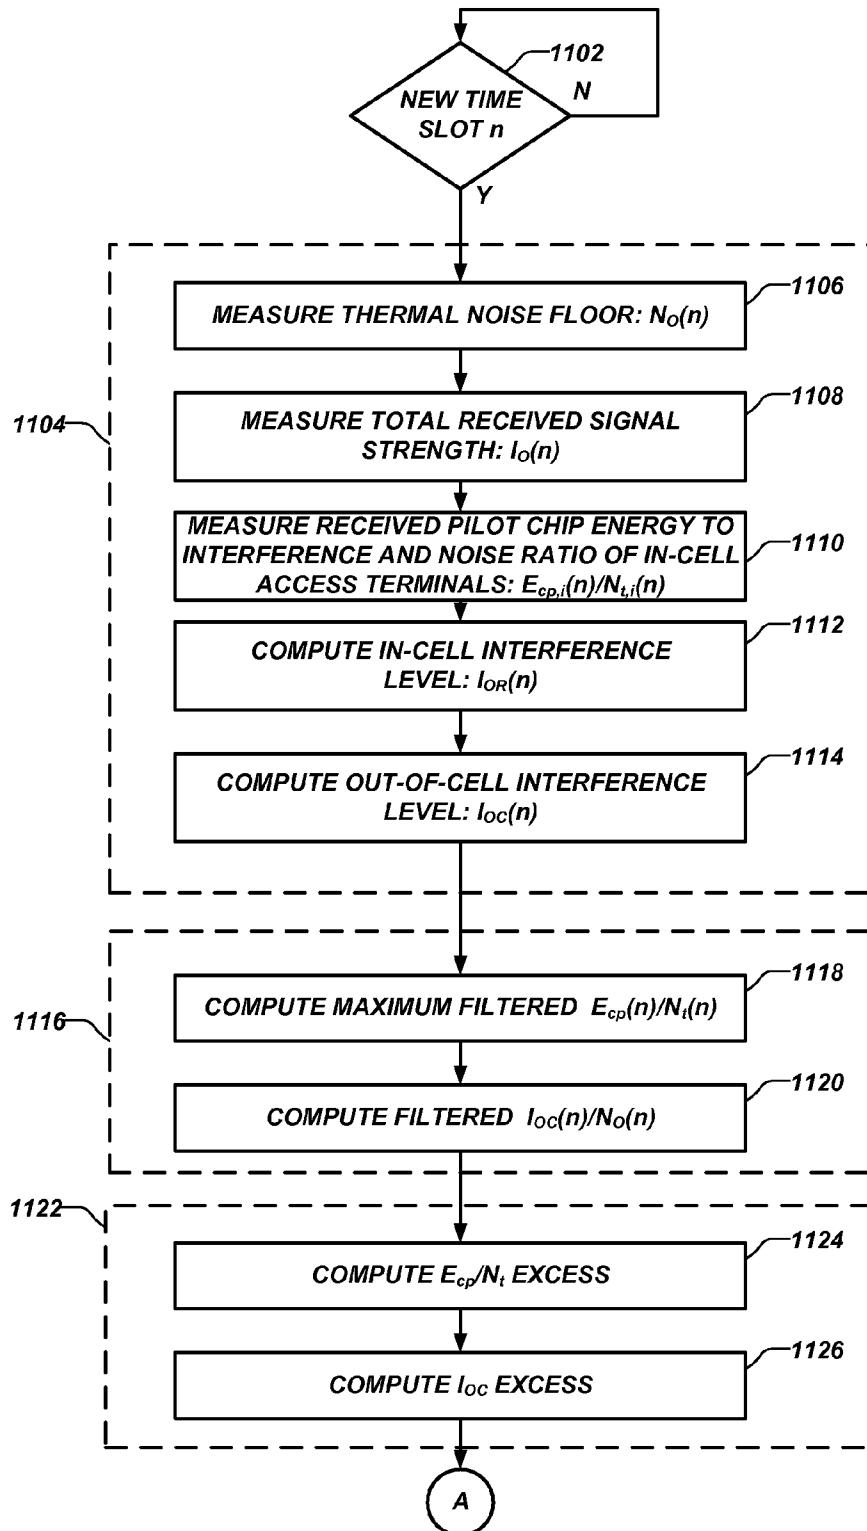 1102
NEW TIME
SLOT n
N
Y
1106
MEASURE THERMAL NOISE FLOOR: NO(n)
1104
1108
MEASURE TOTAL RECEIVED SIGNAL
STRENGTH: IO(n)
1110
MEASURE RECEIVED PILOT CHIP ENERGY TO
INTERFERENCE AND NOISE RATIO OF IN-CELL
ACCESS TERMINALS: Ecp,i(n)/Nt,i(n)
1112
COMPUTE IN-CELL INTERFERENCE
LEVEL: IOR(n)
1114
COMPUTE OUT-OF-CELL INTERFERENCE
LEVEL: IOC(n)
1116
1118
COMPUTE MAXIMUM FILTERED Ecp(n)/Nt(n)
1120
COMPUTE FILTERED IOC(n)/NO(n)
1122
1124
COMPUTE Ecp/Nt EXCESS
1126
COMPUTE IOC EXCESS
A